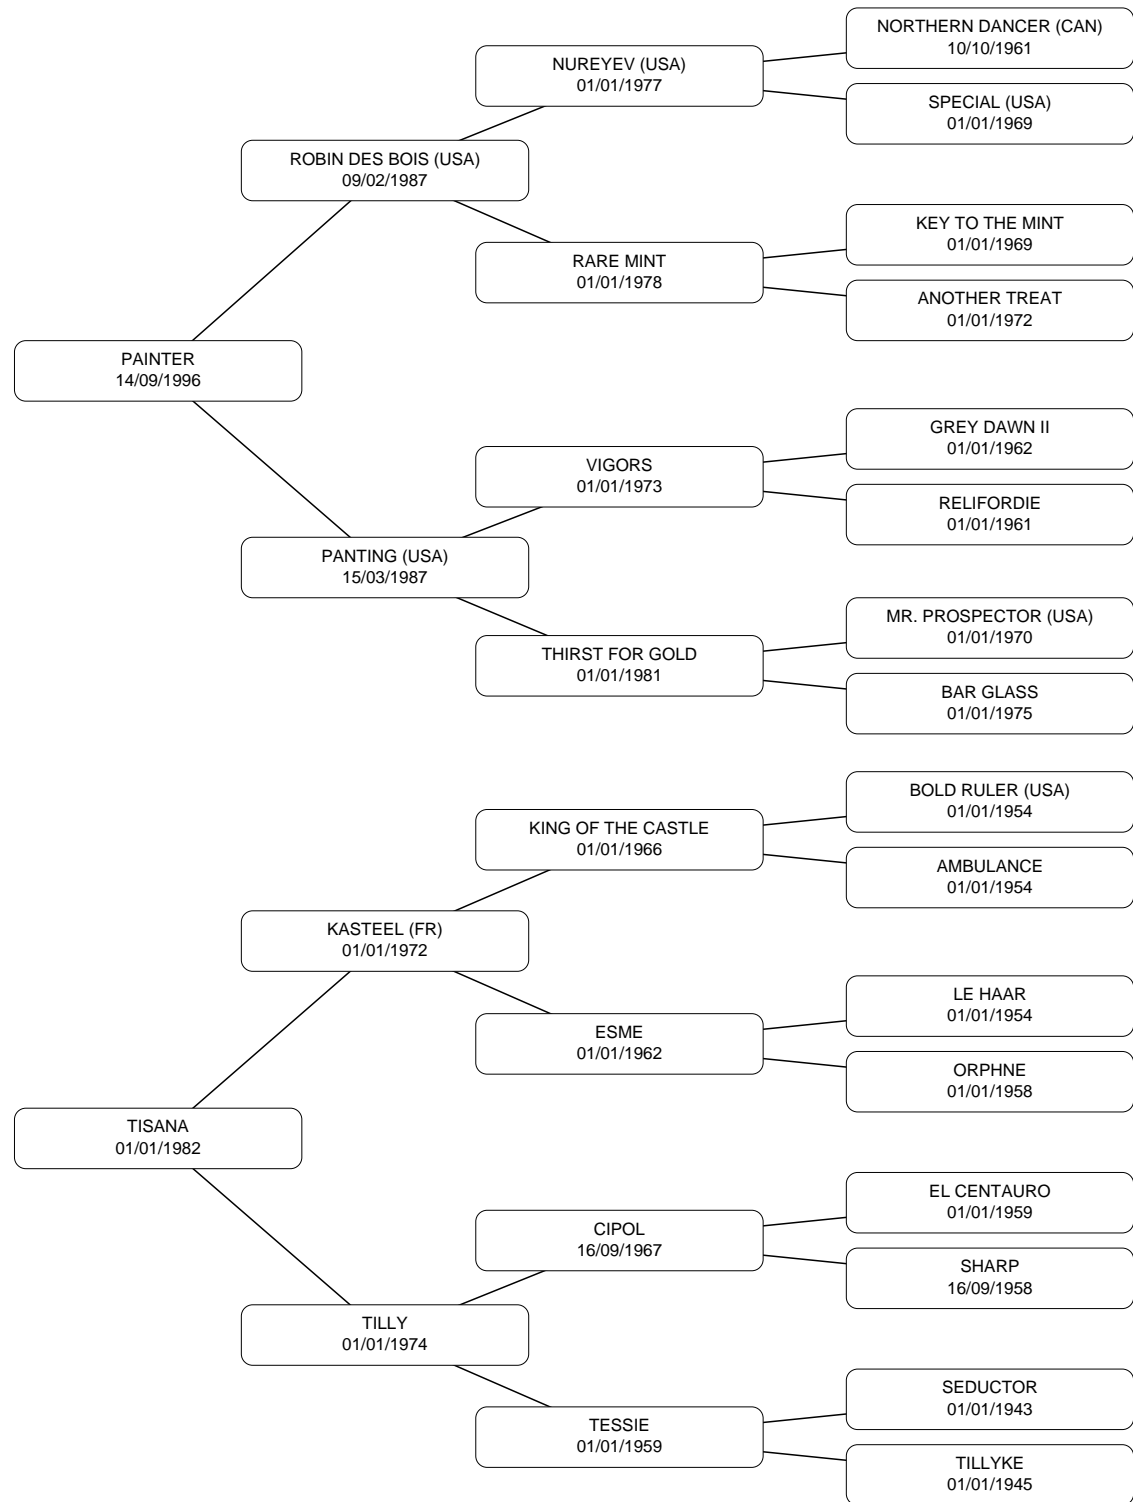 NORTHERN DANCER (CAN)
10/10/1961
NUREYEV (USA)
01/01/1977
SPECIAL (USA)
01/01/1969
ROBIN DES BOIS (USA)
09/02/1987
KEY TO THE MINT
01/01/1969
RARE MINT
01/01/1978
ANOTHER TREAT
01/01/1972
PAINTER
14/09/1996
GREY DAWN II
01/01/1962
VIGORS
01/01/1973
RELIFORDIE
01/01/1961
PANTING (USA)
15/03/1987
MR. PROSPECTOR (USA)
01/01/1970
THIRST FOR GOLD
01/01/1981
BAR GLASS
01/01/1975
BOLD RULER (USA)
01/01/1954
KING OF THE CASTLE
01/01/1966
AMBULANCE
01/01/1954
KASTEEL (FR)
01/01/1972
LE HAAR
01/01/1954
ESME
01/01/1962
ORPHNE
01/01/1958
TISANA
01/01/1982
EL CENTAURO
01/01/1959
CIPOL
16/09/1967
SHARP
16/09/1958
TILLY
01/01/1974
SEDUCTOR
01/01/1943
TESSIE
01/01/1959
TILLYKE
01/01/1945